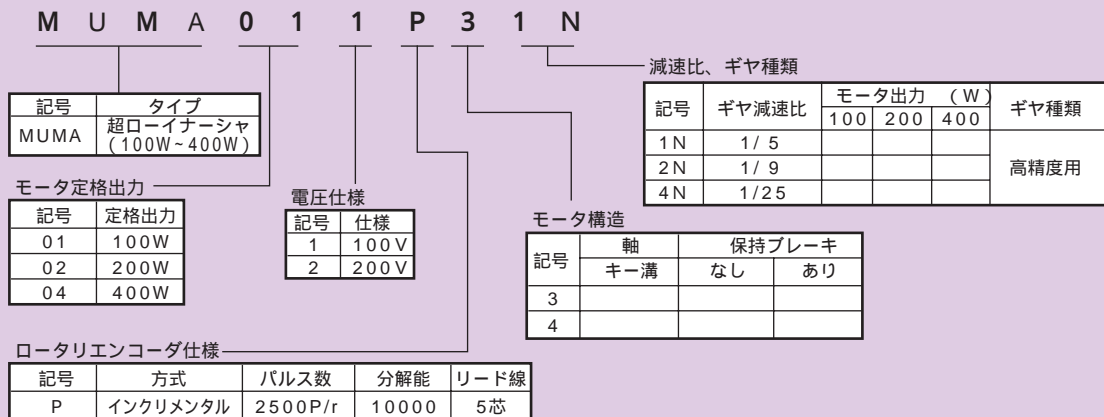 MUMA011P31N
減速比、ギヤ種類
記号 ギヤ減速比 モータ出力 (W) ギヤ種類
100 200 400
1N 1/ 5
2N 1/ 9 高精度用
4N 1/25
記号 タイプ
MUMA 超ローイナーシャ
(100W~400W)
モータ定格出力
記号 定格出力
01 100W
02 200W
04 400W
電圧仕様
記号 仕様
1 100V
2 200V
モータ構造
記号 軸 保持ブレーキ
キー溝 なし あり
3
4
ロータリエンコーダ仕様
記号 方式 パルス数 分解能 リード線
P インクリメンタル 2500P/r 10000 5芯